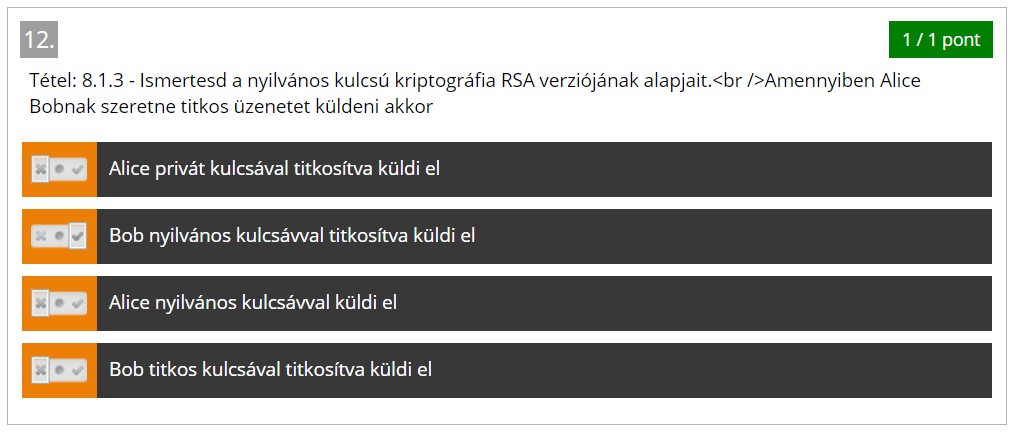 12.
1 / 1 pont
Tétel: 8.1.3 - Ismertesd a nyilvános kulcsú kriptográfia RSA verziójának alapjait.<br />Amennyiben Alice
Bobnak szeretne titkos üzenetet küldeni akkor
Alice privát kulcsával titkosítva küldi el
Bob nyilvános kulcsávval titkosítva küldi el
Alice nyilvános kulcsávval küldi el
Bob titkos kulcsával titkosítva küldi el